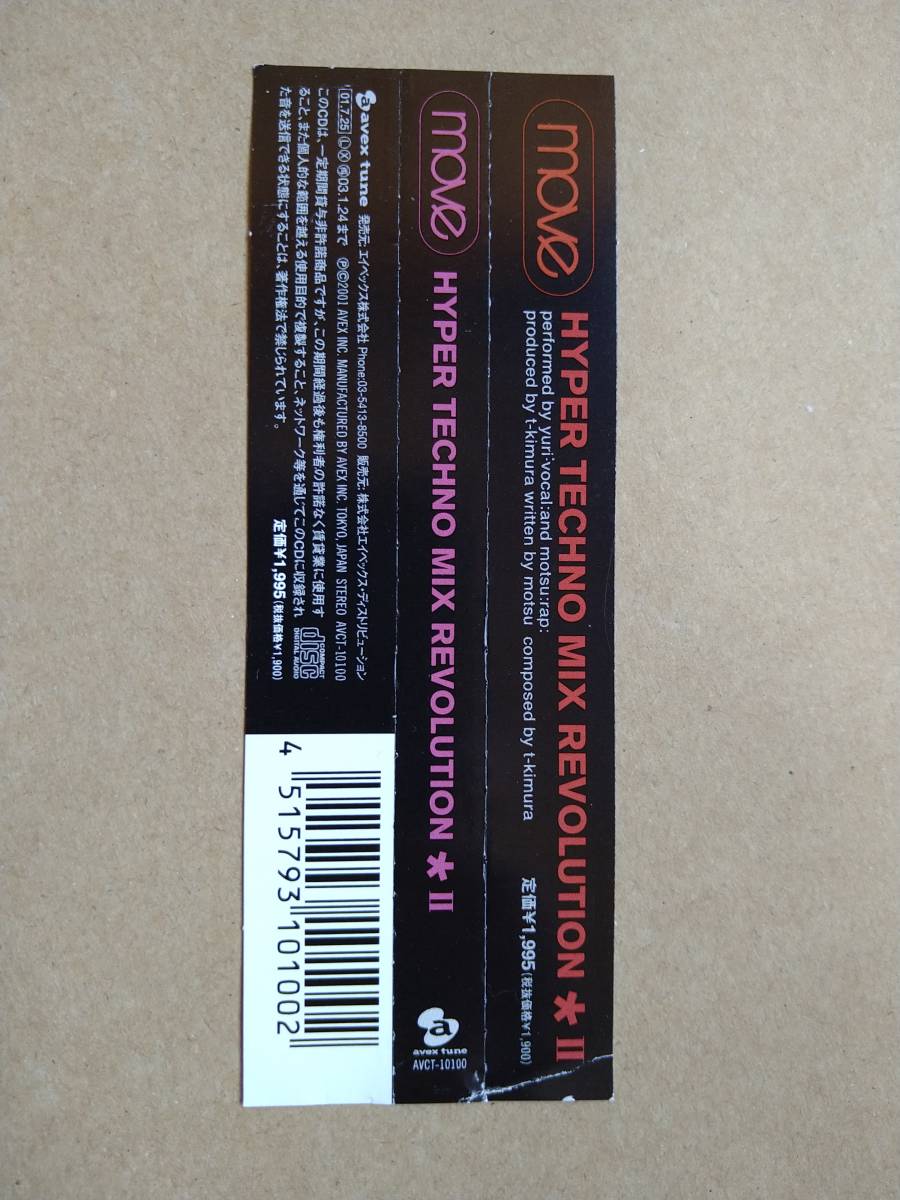 move
HYPER TECHNO MIX REVOLUTION * II
performed by yuri:vocal:and motsu:rap:
produced by t-kimura written by motsu composed by t-kimura
定価¥1,995(税抜価格¥1,900)
move
HYPER TECHNO MIX REVOLUTION * II
a
avex tune
AVCT-10100
a avex tune 発売元: エイベックス株式会社 Phone:03-5413-8500 販売元: 株式会社エイベックス・ディストリビューション
'01.7.25 Ⓛ Ⓧ 03.1.24まで ℗©2001 AVEX INC. MANUFACTURED BY AVEX INC. TOKYO, JAPAN STEREO AVCT-10100
このCDは、一定期間貸与非許諾商品ですが、この期間経過後も権利者の許諾なく賃貸業に使用す
ること、また個人的な範囲を越える使用目的で複製すること、ネットワーク等を通じてこのCDに収録され
た音を送信できる状態にすることは、著作権法で禁じられています。
定価¥1,995(税抜価格¥1,900)
COMPACT
disc
DIGITAL AUDIO
4 515793 101002